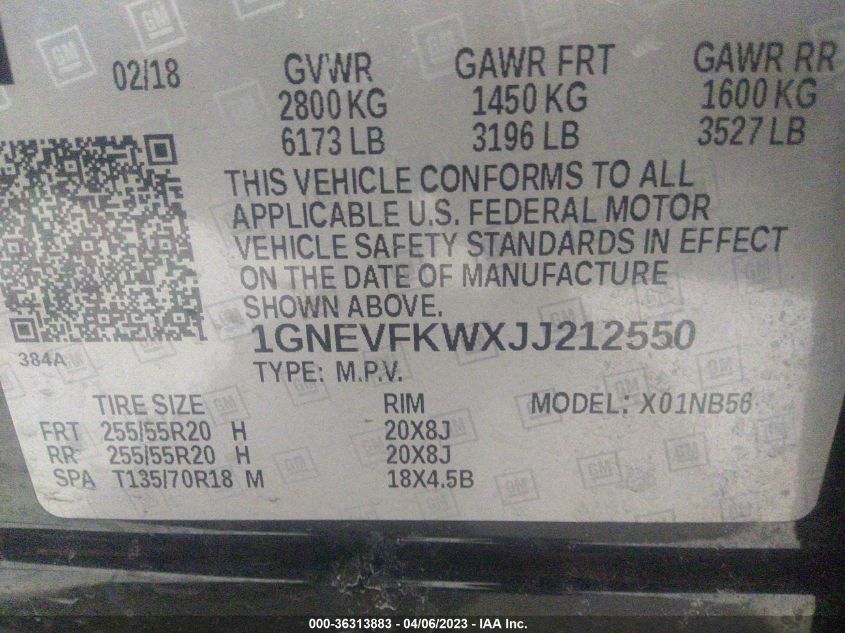 02/18 GVWR GAWR FRT GAWR RR
2800 KG 1450 KG 1600 KG
6173 LB 3196 LB 3527 LB
THIS VEHICLE CONFORMS TO ALL
APPLICABLE U.S. FEDERAL MOTOR
VEHICLE SAFETY STANDARDS IN EFFECT
ON THE DATE OF MANUFACTURE
SHOWN ABOVE.
1GNEVFKWXJJ212550
384A
TYPE: M.P.V.
TIRE SIZE RIM MODEL: X01NB56
FRT 255/55R20 H 20X8J
RR 255/55R20 H 20X8J
SPA T135/70R18 M 18X4.5B
000-36313883 - 04/06/2023 - IAA Inc.